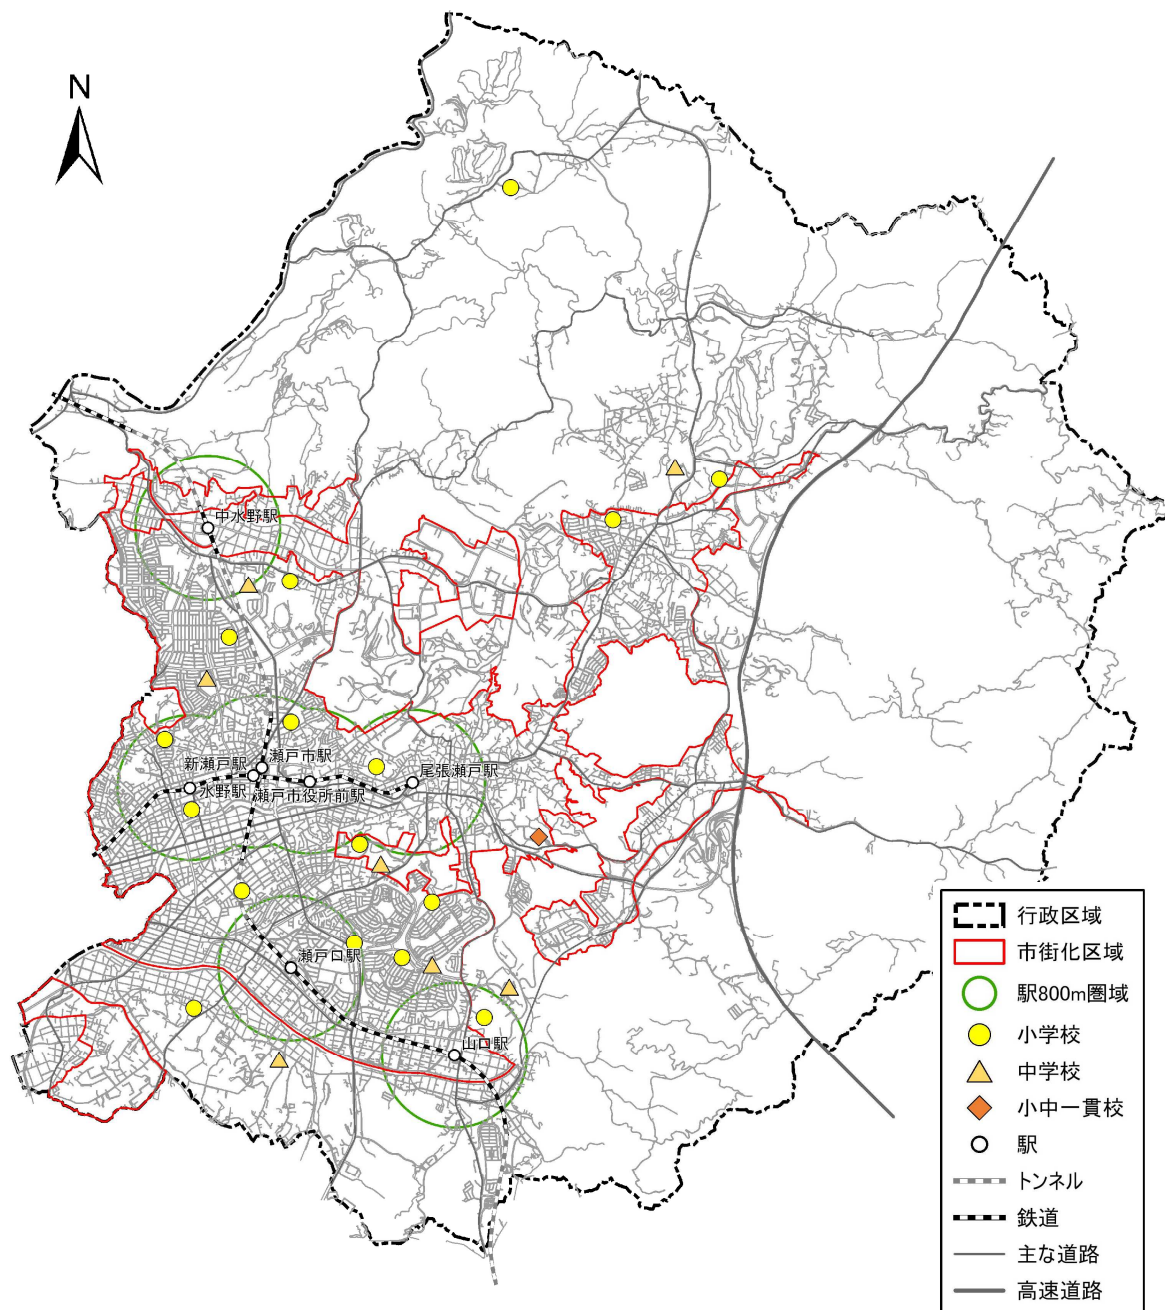 N
中水野駅
瀬戸市駅
新瀬戸駅
尾張瀬戸駅
水野駅
瀬戸市役所前駅
瀬戸口駅
山口駅
行政区域
市街化区域
駅800m圏域
小学校
中学校
小中一貫校
駅
トンネル
鉄道
主な道路
高速道路